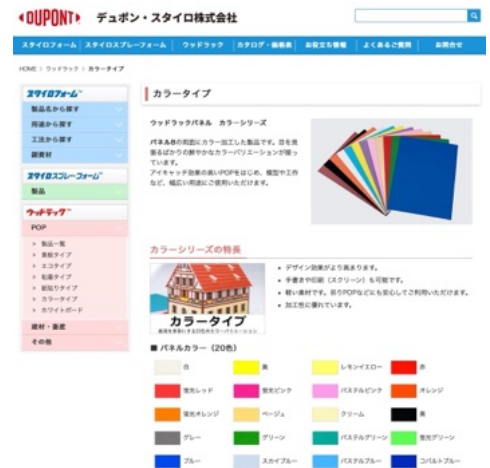 DUPONT デュポン・スタイロ株式会社
スタイロフォーム スタイロスプレーフォーム ウッドラック カタログ・価格表 お役立ち情報 よくあるご質問 お問合せ
HOME > ウッドラック > カラータイプ
スタイロフォーム™
製品名から探す
用途から探す
工法から探す
副資材
スタイロスプレーフォーム™
製品
ウッドラック™
POP
製品一覧
素板タイプ
エコタイプ
粘着タイプ
紙貼りタイプ
カラータイプ
ホワイトボード
建材・畳産
その他
カラータイプ
ウッドラックパネル カラーシリーズ
パネルBの両面にカラー加工した製品です。目を見
張るばかりの鮮やかなカラーバリエーションが揃っ
ています。
アイキャッチ効果の高いPOPをはじめ、模型や工作
など、幅広い用途にご使用いただけます。
カラーシリーズの特長
カラータイプ
デザイン効果がより高まります。
手書きや印刷（スクリーン）も可能です。
軽い素材です。吊りPOPなどにも安心してご利用いただけます。
加工性に優れています。
■ パネルカラー（20色）
白 黄 レモンイエロー 赤
蛍光レッド 蛍光ピンク パステルピンク オレンジ
蛍光オレンジ ベージュ クリーム 黒
グレー グリーン パステルグリーン 蛍光グリーン
ブルー スカイブルー パステルブルー コバルトブルー